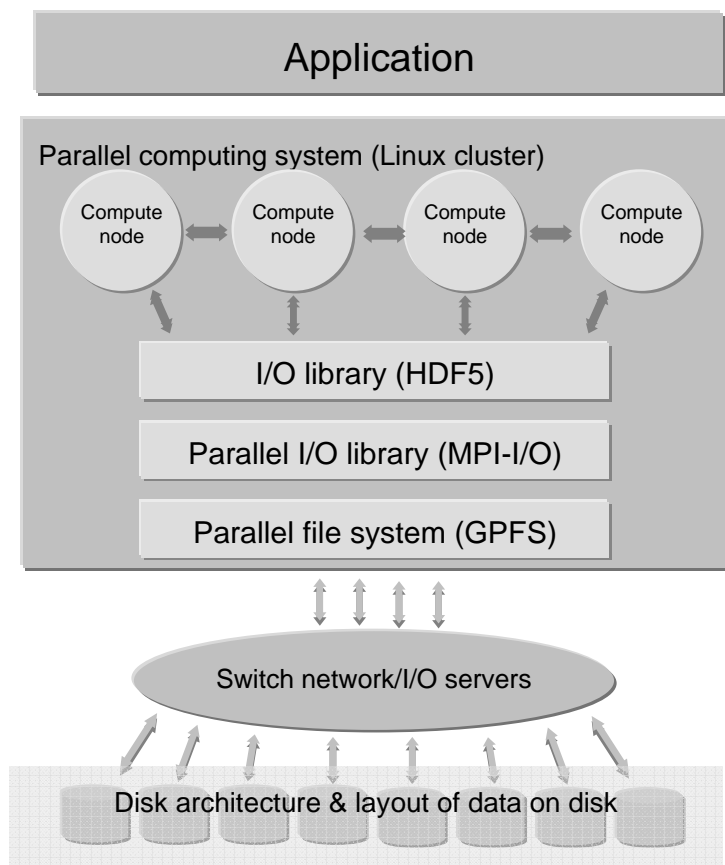 Application
Parallel computing system (Linux cluster)
Compute
node
Compute
node
Compute
node
Compute
node
I/O library (HDF5)
Parallel I/O library (MPI-I/O)
Parallel file system (GPFS)
Switch network/I/O servers
Disk architecture & layout of data on disk